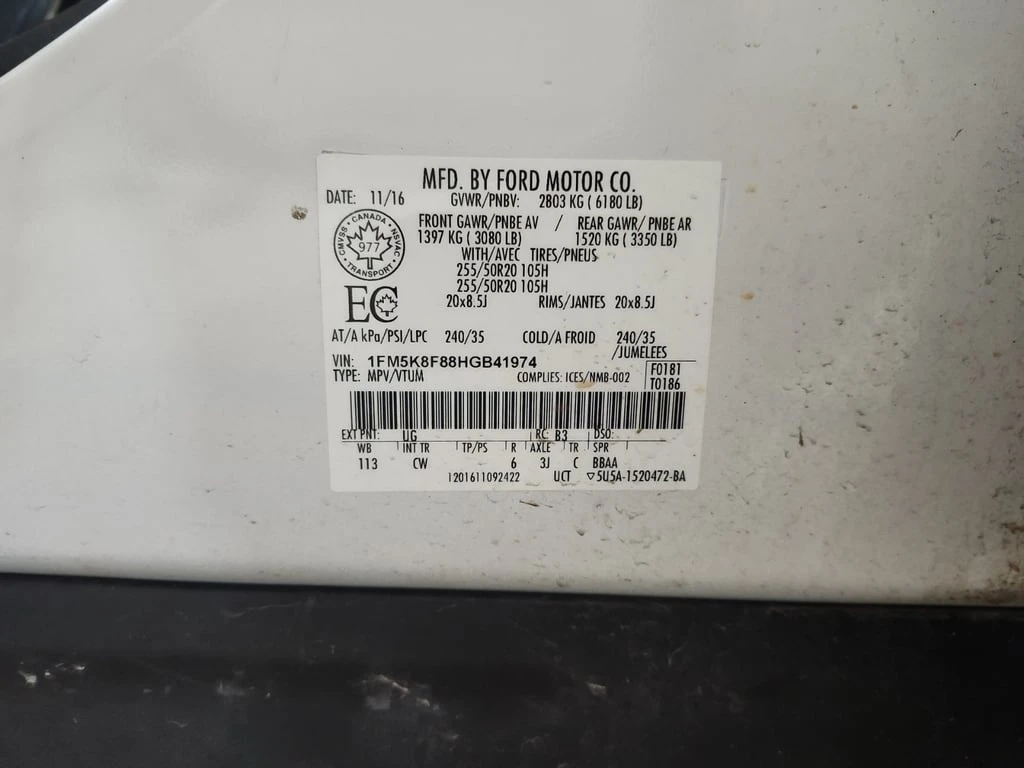 MFD. BY FORD MOTOR CO.
DATE: 11/16 GVWR/PNBV: 2803 KG ( 6180 LB)
FRONT GAWR/PNBE AV / REAR GAWR/ PNBE AR
1397 KG ( 3080 LB) 1520 KG ( 3350 LB)
WITH/AVEC TIRES/PNEUS
255/50R20 105H
255/50R20 105H
20x8.5J RIMS/JANTES 20x8.5J
CMVSS • CANADA • NSVAC • TRANSPORT •
977
EC
AT/A kPa/PSI/LPC 240/35 COLD/A FROID 240/35
/JUMELEES
VIN: 1FM5K8F88HGB41974
TYPE: MPV/VTUM COMPLIES: ICES/NMB-002
F0181
T0186
EXT PNT: UG RC: B3 DSO:
WB INT TR TP/PS R AXLE TR SPR
113 CW 6 3J C BBAA
1201611092422 UCT ▽5U5A-1520472-BA